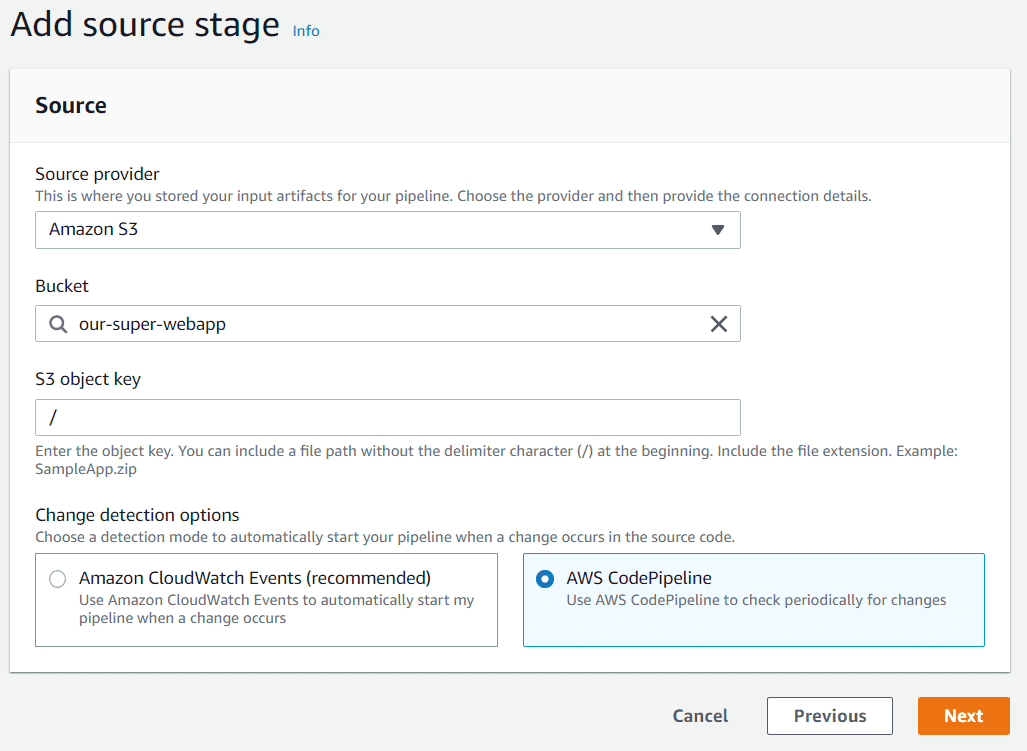 Add source stage Info
Source
Source provider
This is where you stored your input artifacts for your pipeline. Choose the provider and then provide the connection details.
Amazon S3
Bucket
our-super-webapp
S3 object key
/
Enter the object key. You can include a file path without the delimiter character (/) at the beginning. Include the file extension. Example:
SampleApp.zip
Change detection options
Choose a detection mode to automatically start your pipeline when a change occurs in the source code.
Amazon CloudWatch Events (recommended)
Use Amazon CloudWatch Events to automatically start my
pipeline when a change occurs
AWS CodePipeline
Use AWS CodePipeline to check periodically for changes
Cancel Previous Next